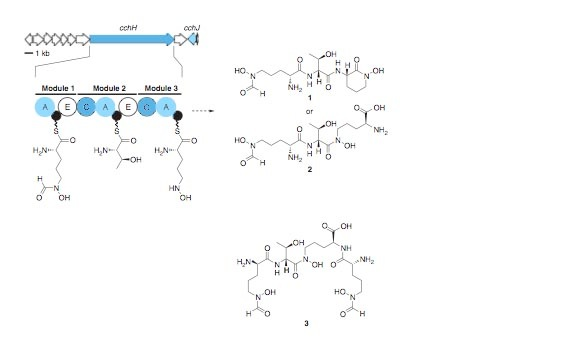 cchH
cchJ
1 kb
Module 1 Module 2 Module 3
A E C A E C A
S S S
O O O
H₂N H₂N H₂N
OH
H
O N OH
HN OH
OH
HO N O H
O H NH₂ N H H N OH
1
or
O OH
OH NH₂
HO N O H
O H NH₂ N H H O N OH
2
O OH
OH NH
H₂N O N H H O N OH O NH₂
N OH HO N
H O O H
3